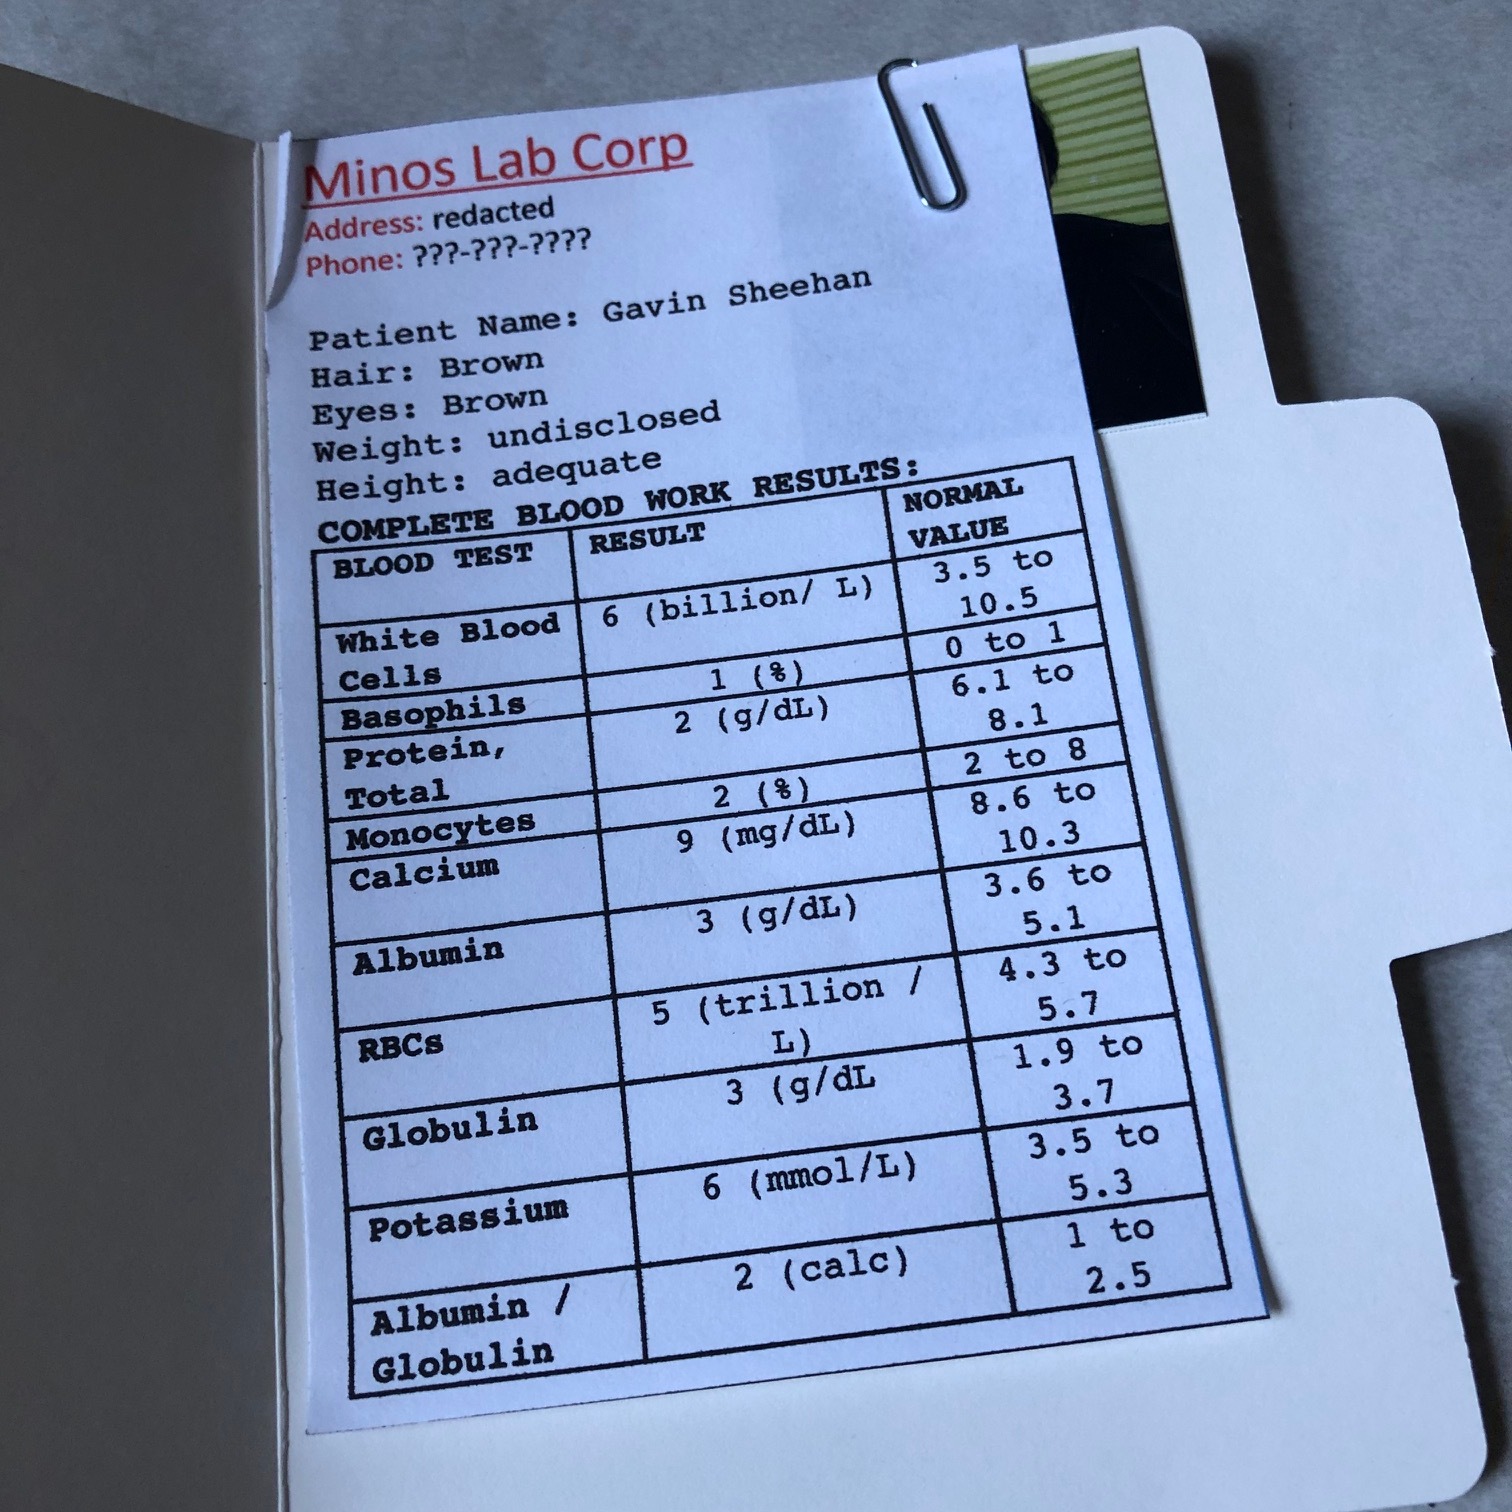 Minos Lab Corp
Address: redacted
Phone: ???-???-????
Patient Name: Gavin Sheehan
Hair: Brown
Eyes: Brown
Weight: undisclosed
Height: adequate
COMPLETE BLOOD WORK RESULTS:
BLOOD TEST RESULT NORMAL
VALUE
White Blood 6 (billion/ L) 3.5 to
Cells 10.5
Basophils 1 (%) 0 to 1
Protein, 2 (g/dL) 6.1 to
Total 8.1
Monocytes 2 (%) 2 to 8
Calcium 9 (mg/dL) 8.6 to
10.3
Albumin 3 (g/dL) 3.6 to
5.1
RBCs 5 (trillion / 4.3 to
L) 5.7
Globulin 3 (g/dL 1.9 to
3.7
Potassium 6 (mmol/L) 3.5 to
5.3
Albumin / 2 (calc) 1 to
Globulin 2.5